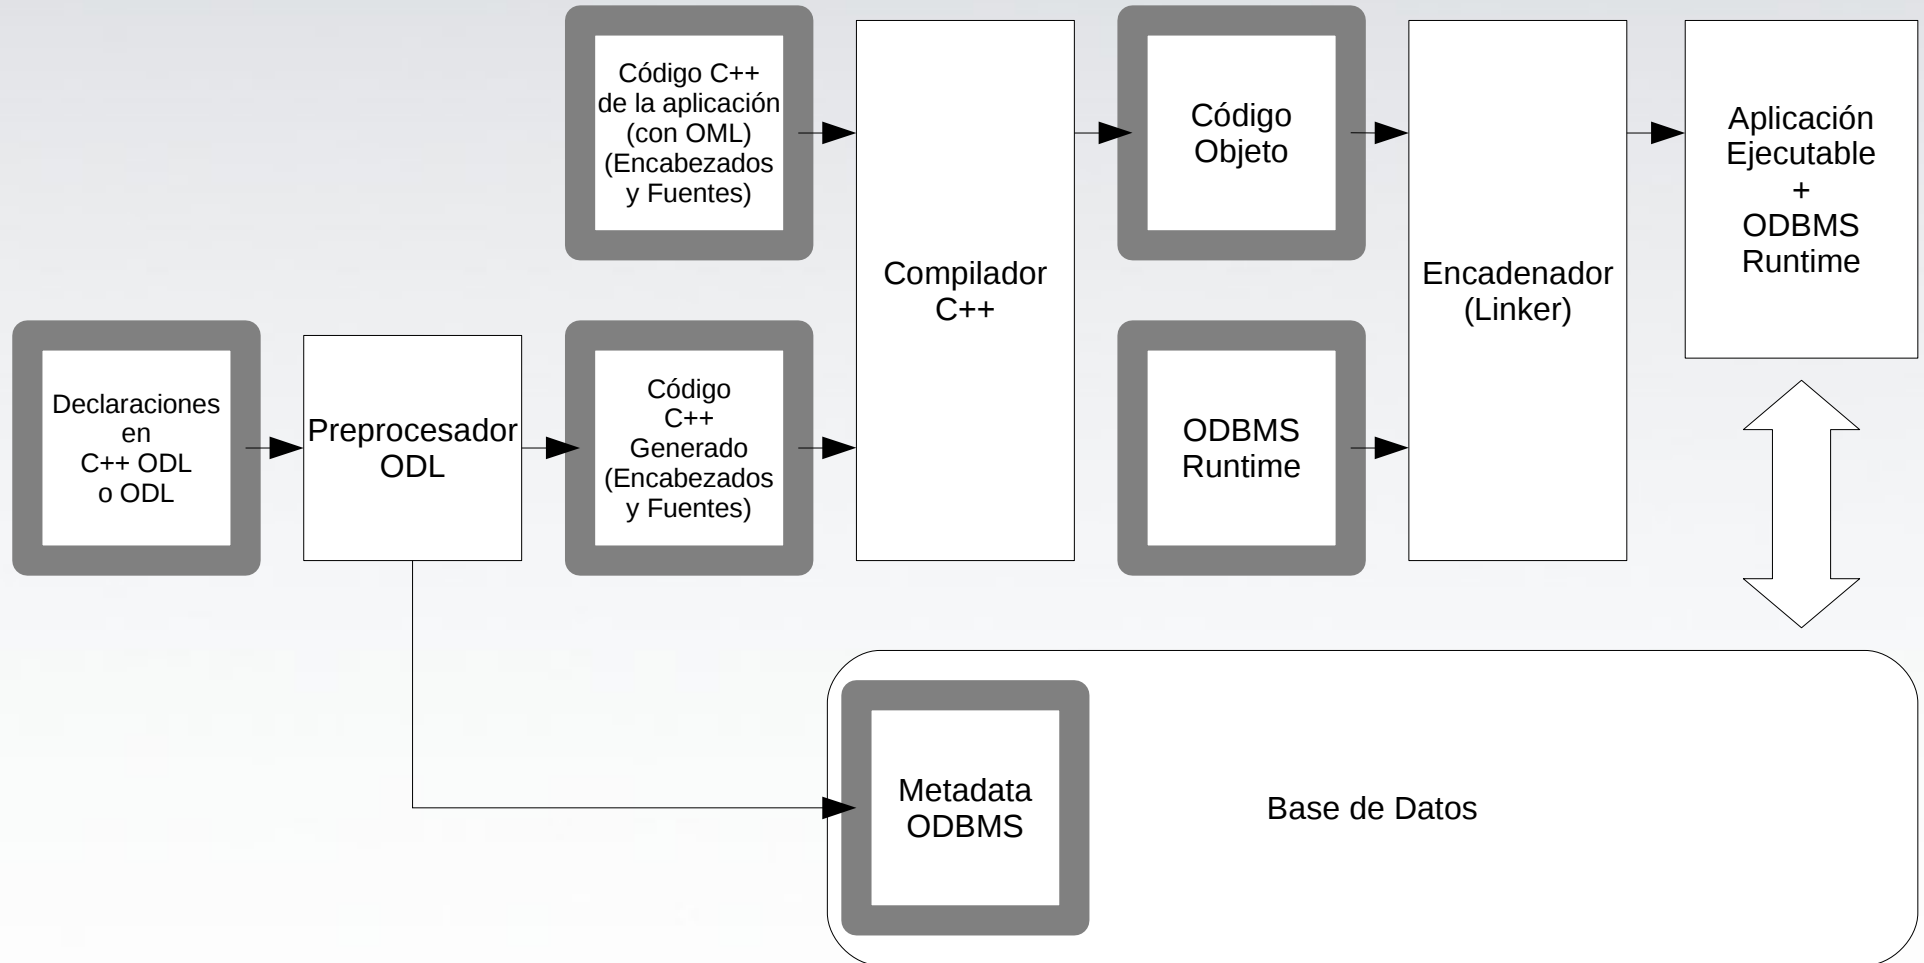 Código C++
de la aplicación
(con OML)
(Encabezados
y Fuentes)
Compilador
C++
Código
Objeto
Encadenador
(Linker)
Aplicación
Ejecutable
+
ODBMS
Runtime
Declaraciones
en
C++ ODL
o ODL
Preprocesador
ODL
Código
C++
Generado
(Encabezados
y Fuentes)
ODBMS
Runtime
Metadata
ODBMS
Base de Datos